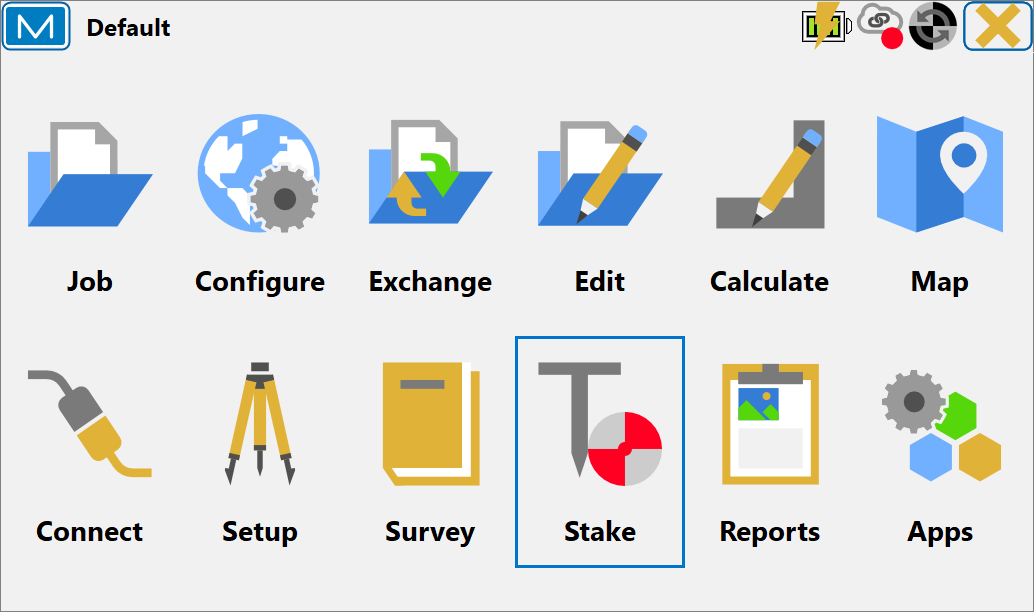 Default
Job
Configure
Exchange
Edit
Calculate
Map
Connect
Setup
Survey
Stake
Reports
Apps